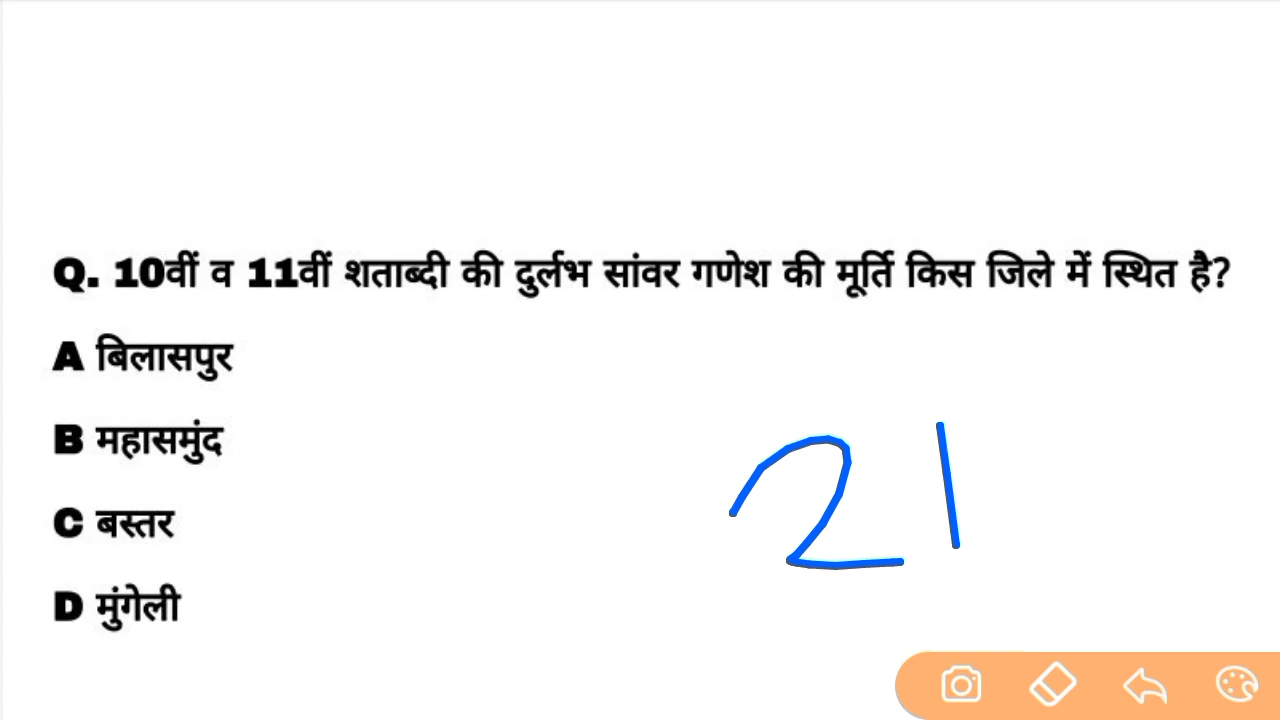 Q. 10वीं व 11वीं शताब्दी की दुर्लभ सांवर गणेश की मूर्ति किस जिले में स्थित है?
A बिलासपुर
B महासमुंद
C बस्तर
21
D मुंगेली